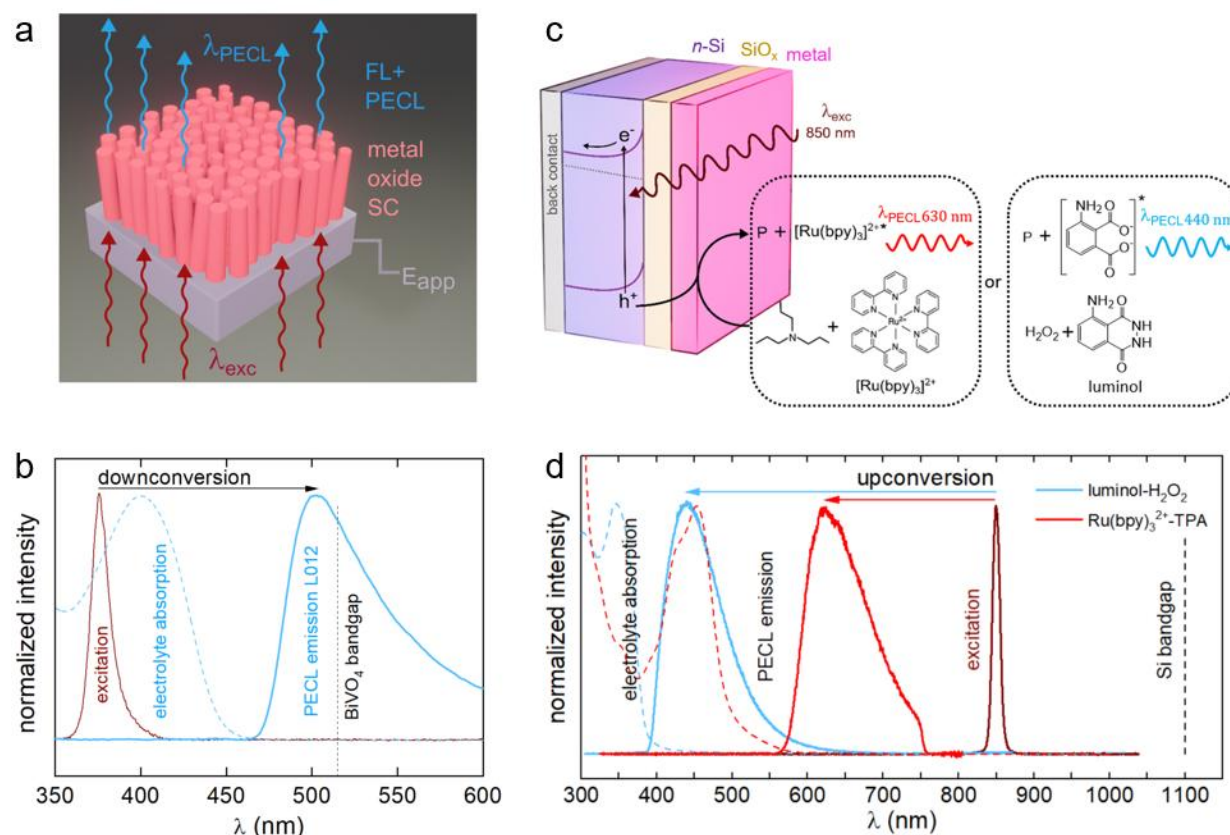 a
λPECL
FL+
PECL
metal
oxide
SC
Eapp
λexc
c
n-Si
SiOx
metal
back contact
e-
λexc
850 nm
h+
P + [Ru(bpy)3]2+*
λPECL 630 nm
+
Ru2+
N
N
N
N
N
N
N
[Ru(bpy)3]2+
or
P +
NH2
O
O-
O-
O
*
λPECL 440 nm
H2O2 +
NH2
O
NH
NH
O
luminol
b
downconversion
excitation
electrolyte absorption
PECL emission L012
BiVO4 bandgap
normalized intensity
350 400 450 500 550 600
λ (nm)
d
upconversion
luminol-H2O2
Ru(bpy)32+-TPA
electrolyte absorption
PECL emission
excitation
Si bandgap
normalized intensity
300 400 500 600 700 800 900 1000 1100
λ (nm)